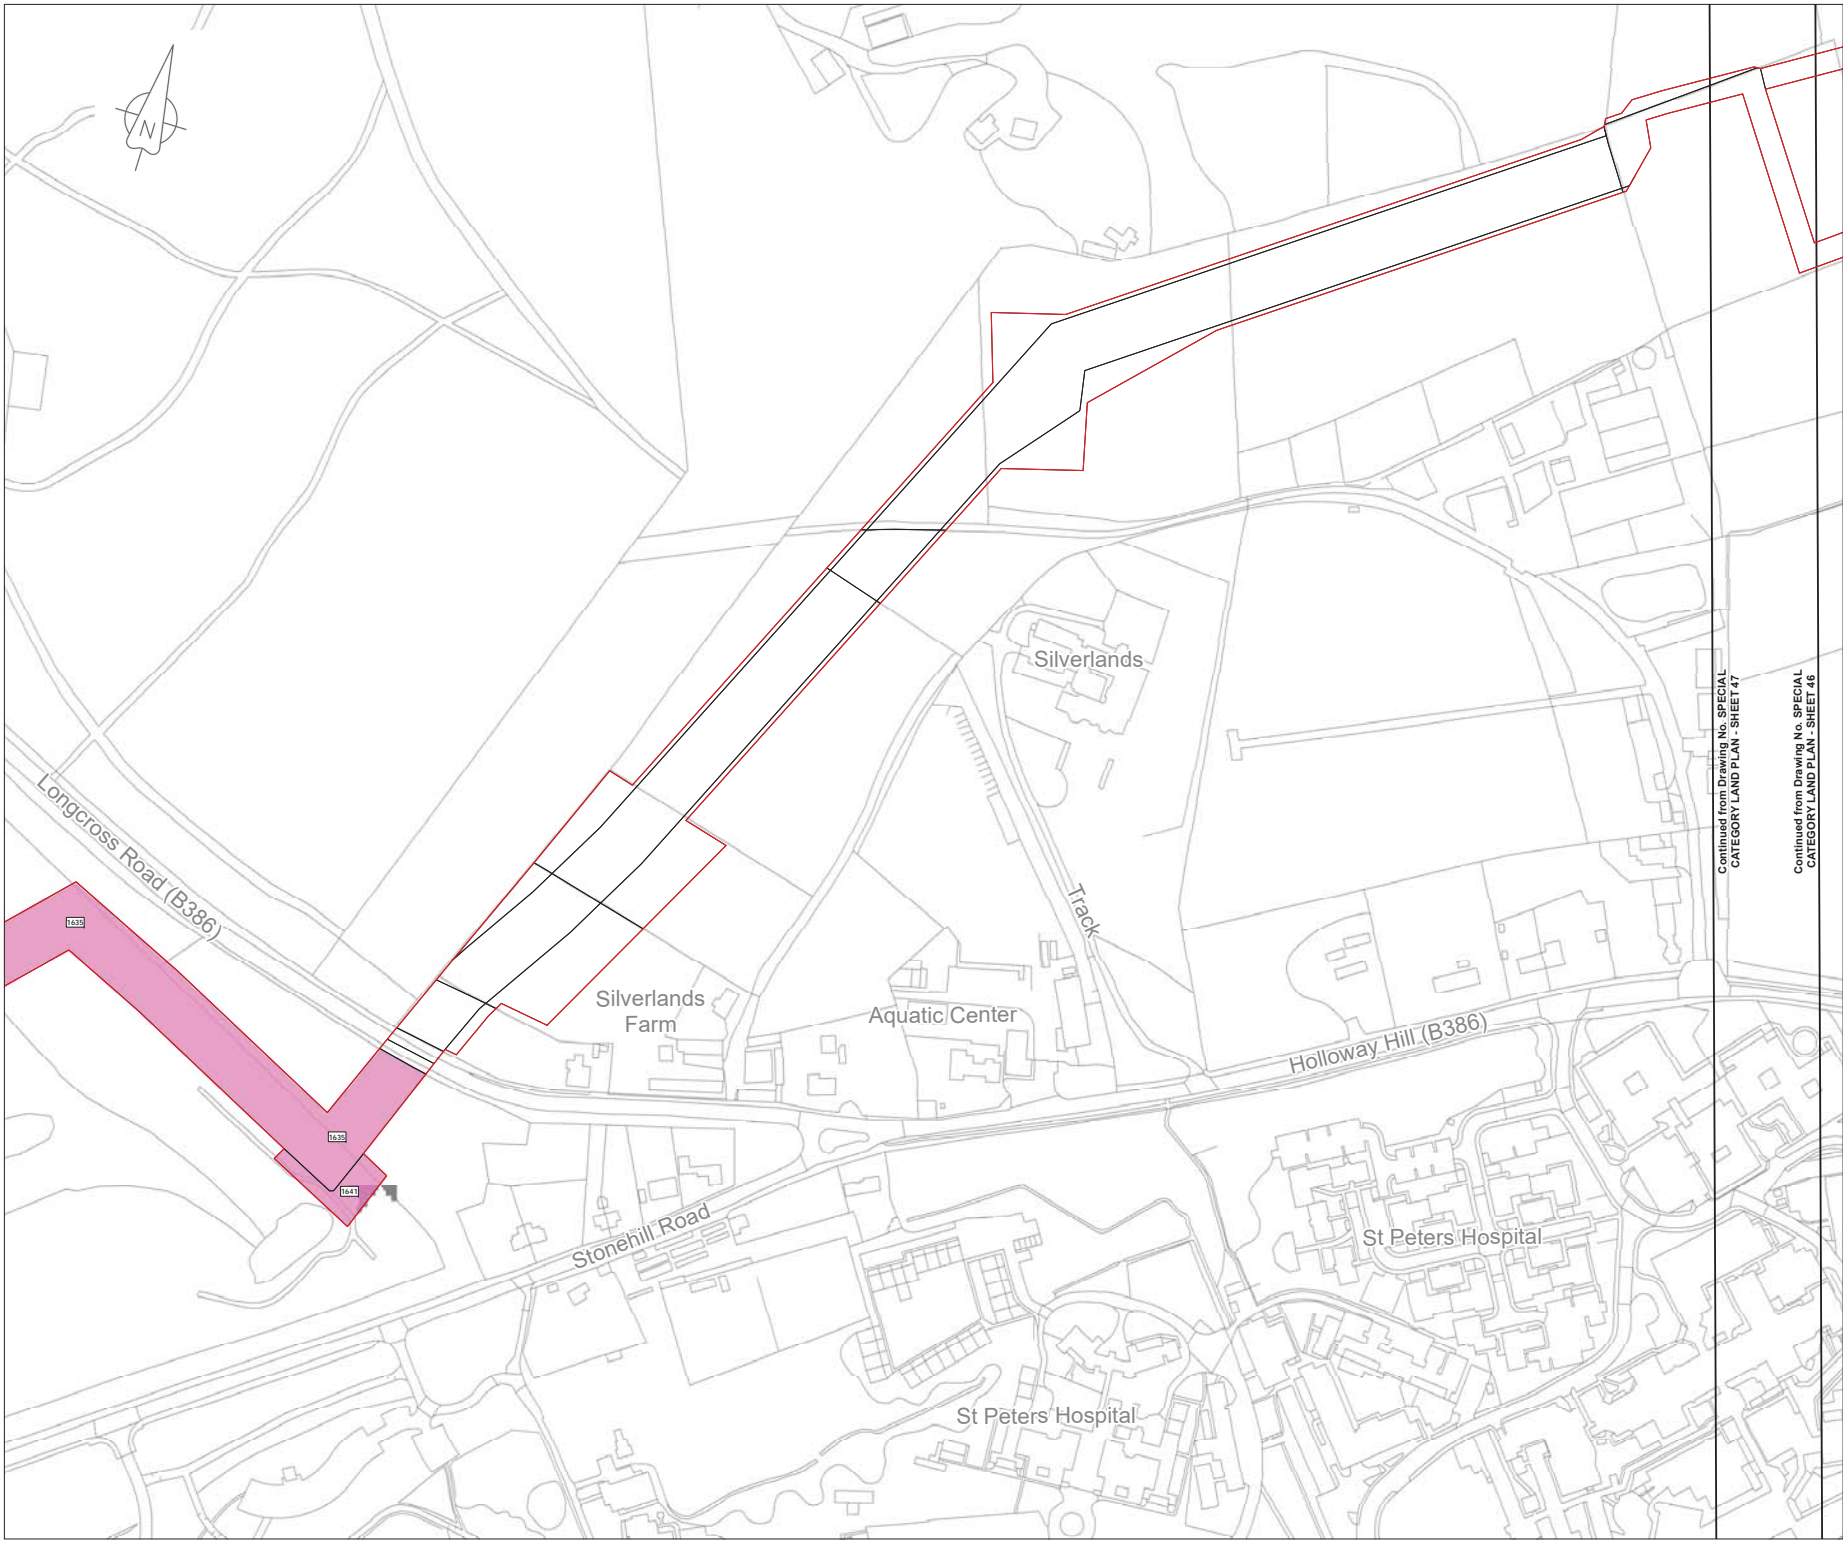 N
Silverlands
Continued from Drawing No. SPECIAL
CATEGORY LAND PLAN - SHEET 47
Continued from Drawing No. SPECIAL
CATEGORY LAND PLAN - SHEET 46
Longcross Road (B386)
1635
Track
Silverlands
Farm
Aquatic Center
Holloway Hill (B386)
1635
1641
Stonehill Road
St Peters Hospital
St Peters Hospital